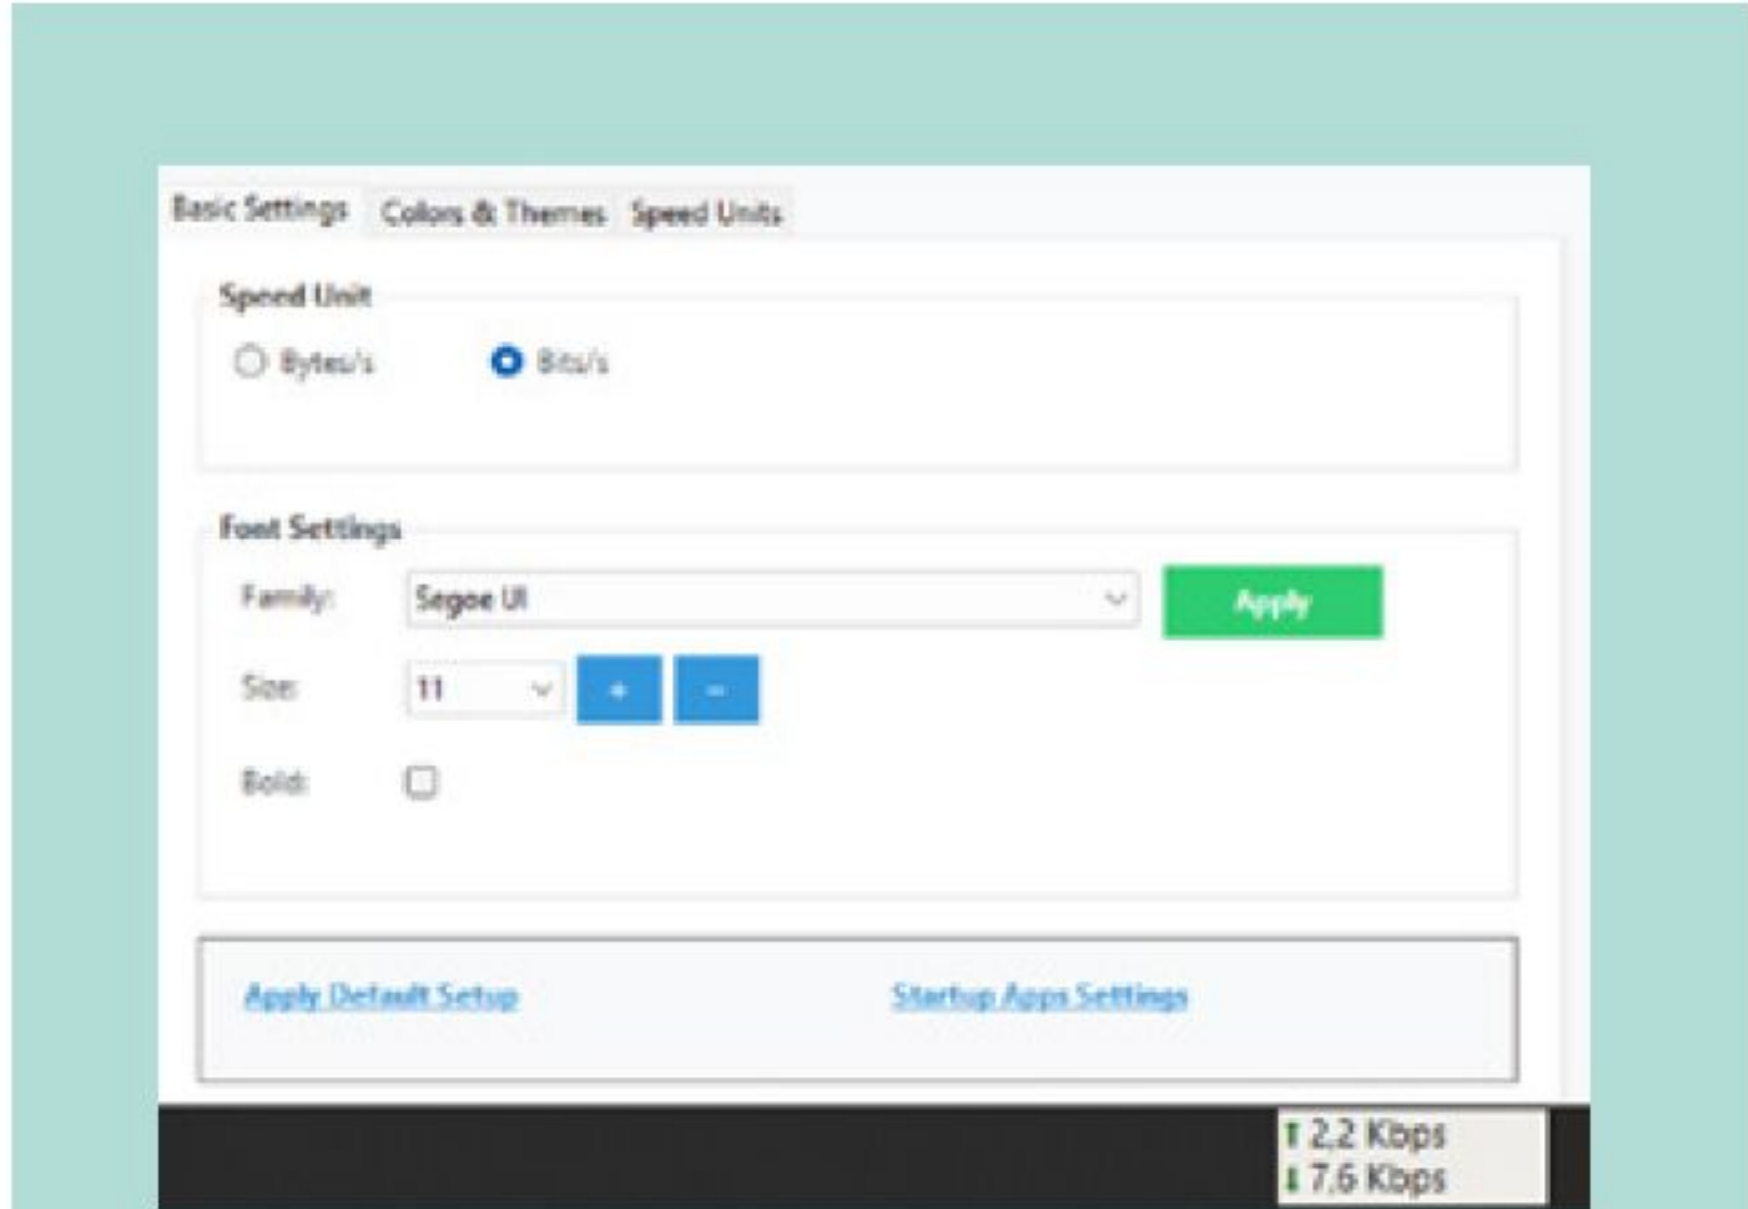 Basic Settings Colors & Themes Speed Units
Speed Unit
Bytes/s Bits/s
Font Settings
Family: Segoe UI Apply
Size: 11 + -
Bold:
Apply Default Setup Startup Apps Settings
↑ 2,2 Kbps
↓ 7,6 Kbps